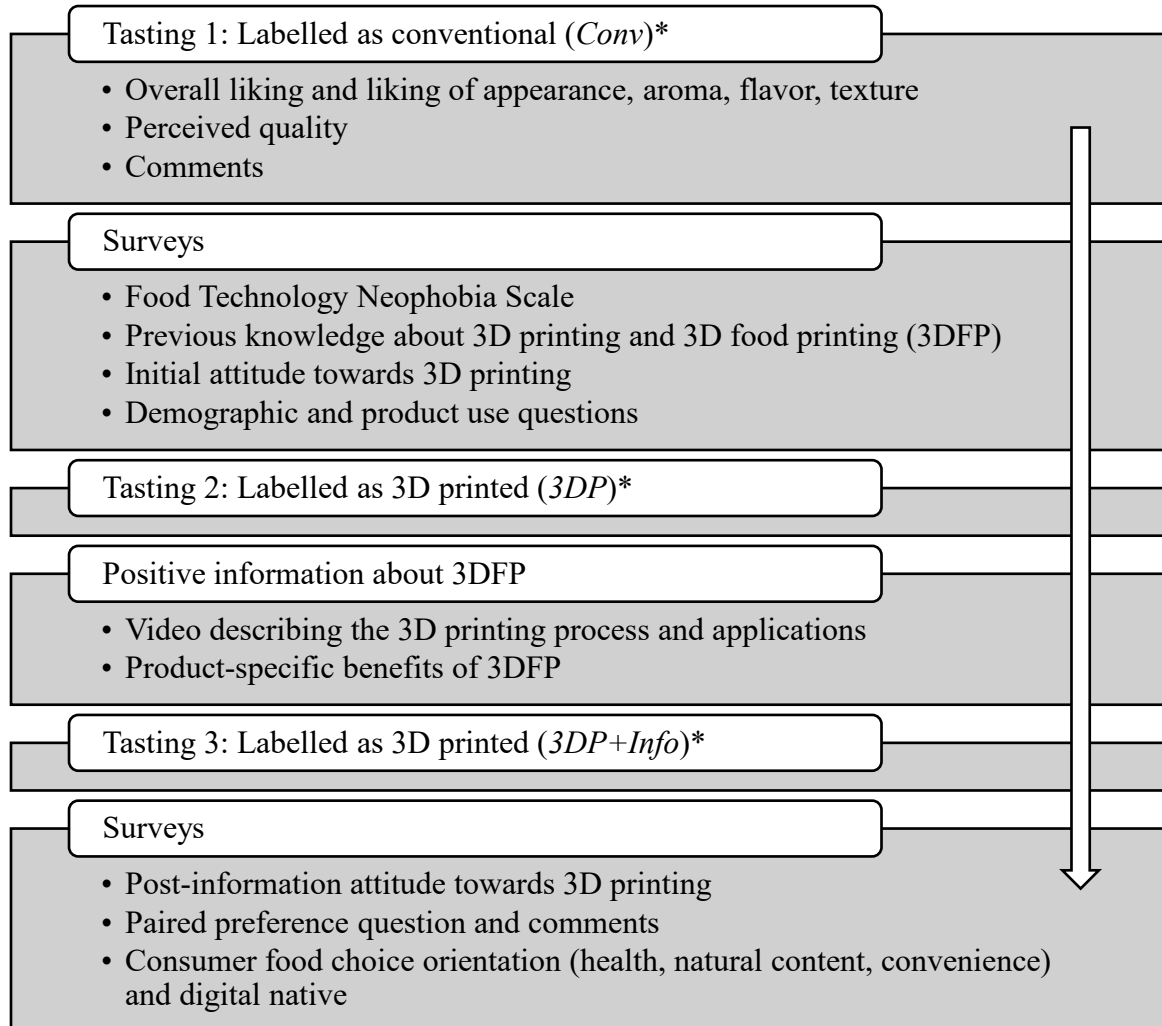 Tasting 1: Labelled as conventional (Conv)*
• Overall liking and liking of appearance, aroma, flavor, texture
• Perceived quality
• Comments
Surveys
• Food Technology Neophobia Scale
• Previous knowledge about 3D printing and 3D food printing (3DFP)
• Initial attitude towards 3D printing
• Demographic and product use questions
Tasting 2: Labelled as 3D printed (3DP)*
Positive information about 3DFP
• Video describing the 3D printing process and applications
• Product-specific benefits of 3DFP
Tasting 3: Labelled as 3D printed (3DP+Info)*
Surveys
• Post-information attitude towards 3D printing
• Paired preference question and comments
• Consumer food choice orientation (health, natural content, convenience)
and digital native